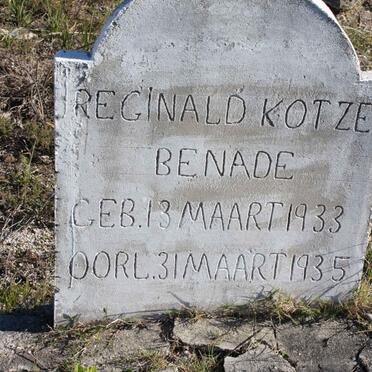 REGINALD KOTZE
BENADE
GEB. 13 MAART 1933
OORL. 31 MAART 1935